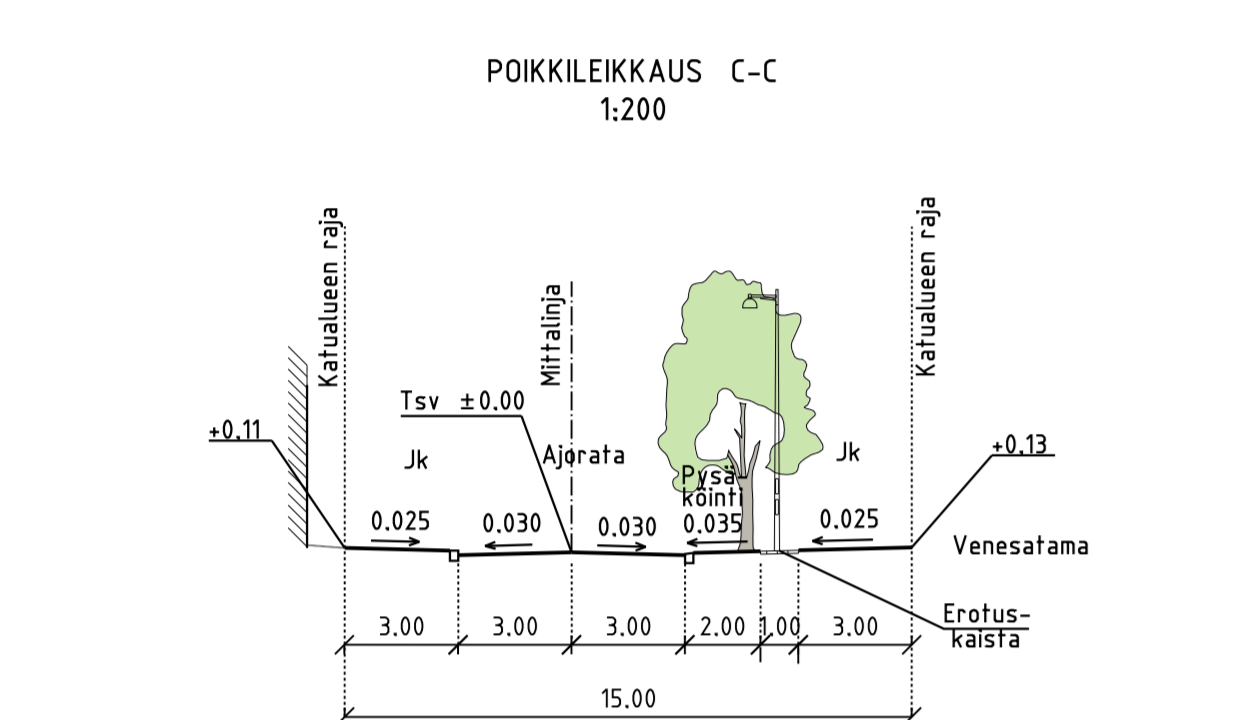 POIKKILEIKKAUS C-C
1:200
Katualueen raja
Mittalinja
Katualueen raja
Tsv ±0.00
+0.11
Jk
Ajorata
Pysä
köinti
Jk
+0.13
0.025
0.030
0.030
0.035
0.025
Venesatama
Erotus-
kaista
3.00
3.00
3.00
2.00
1.00
3.00
15.00